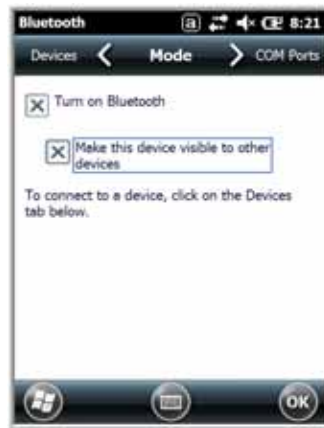 Bluetooth a 8:21
Devices Mode COM Ports
Turn on Bluetooth
Make this device visible to other
devices
To connect to a device, click on the Devices
tab below.
OK